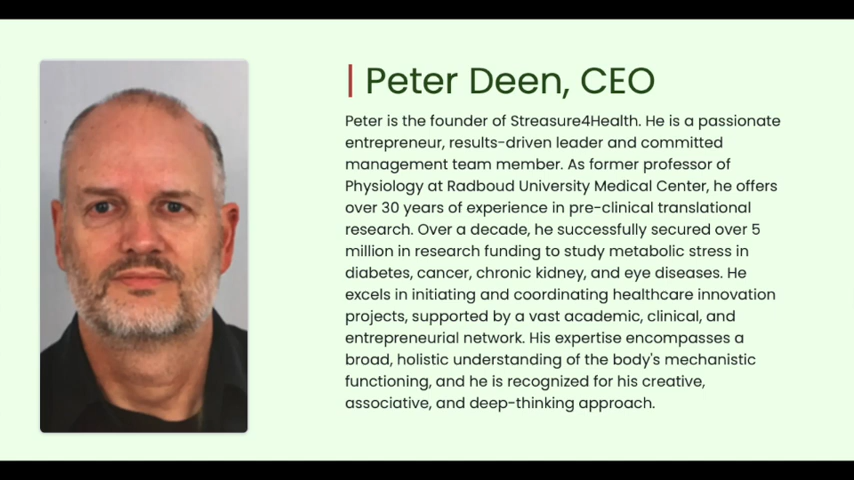 Peter Deen, CEO
Peter is the founder of Streasure4Health. He is a passionate
entrepreneur, results-driven leader and committed
management team member. As former professor of
Physiology at Radboud University Medical Center, he offers
over 30 years of experience in pre-clinical translational
research. Over a decade, he successfully secured over 5
million in research funding to study metabolic stress in
diabetes, cancer, chronic kidney, and eye diseases. He
excels in initiating and coordinating healthcare innovation
projects, supported by a vast academic, clinical, and
entrepreneurial network. His expertise encompasses a
broad, holistic understanding of the body's mechanistic
functioning, and he is recognized for his creative,
associative, and deep-thinking approach.